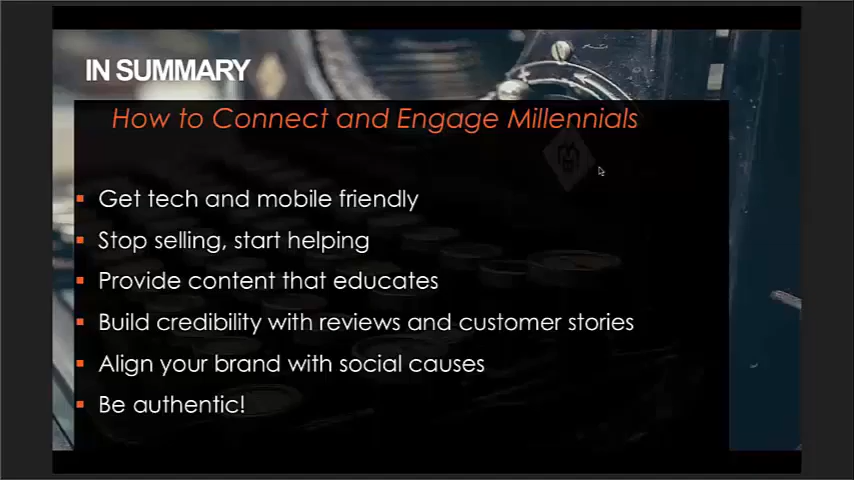 IN SUMMARY
How to Connect and Engage Millennials
Get tech and mobile friendly
Stop selling, start helping
Provide content that educates
Build credibility with reviews and customer stories
Align your brand with social causes
Be authentic!